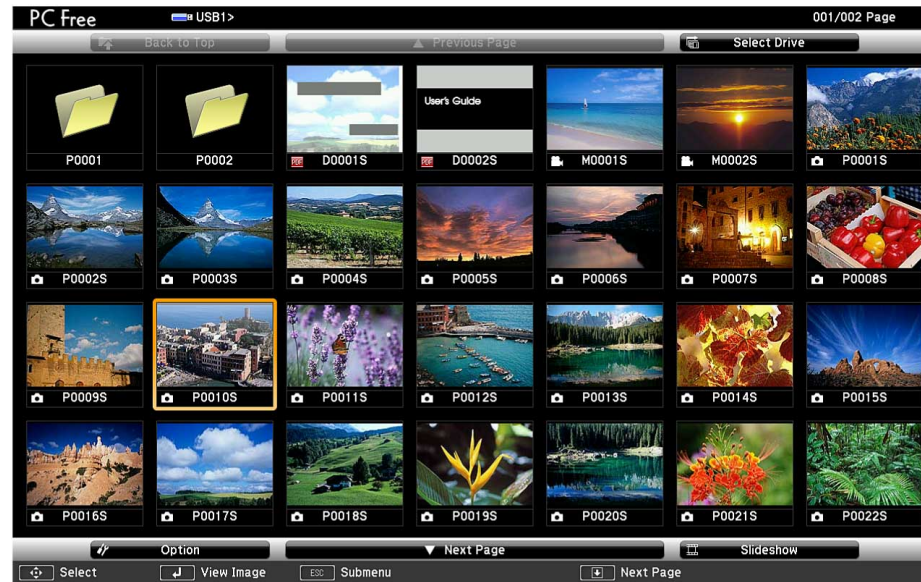 PC Free USB1> 001/002 Page
Back to Top Previous Page Select Drive
User's Guide
P0001 P0002 PDF D0001S PDF D0002S M0001S M0002S P0001S
P0002S P0003S P0004S P0005S P0006S P0007S P0008S
P0009S P0010S P0011S P0012S P0013S P0014S P0015S
P0016S P0017S P0018S P0019S P0020S P0021S P0022S
Option Next Page Slideshow
Select View Image ESC Submenu Next Page